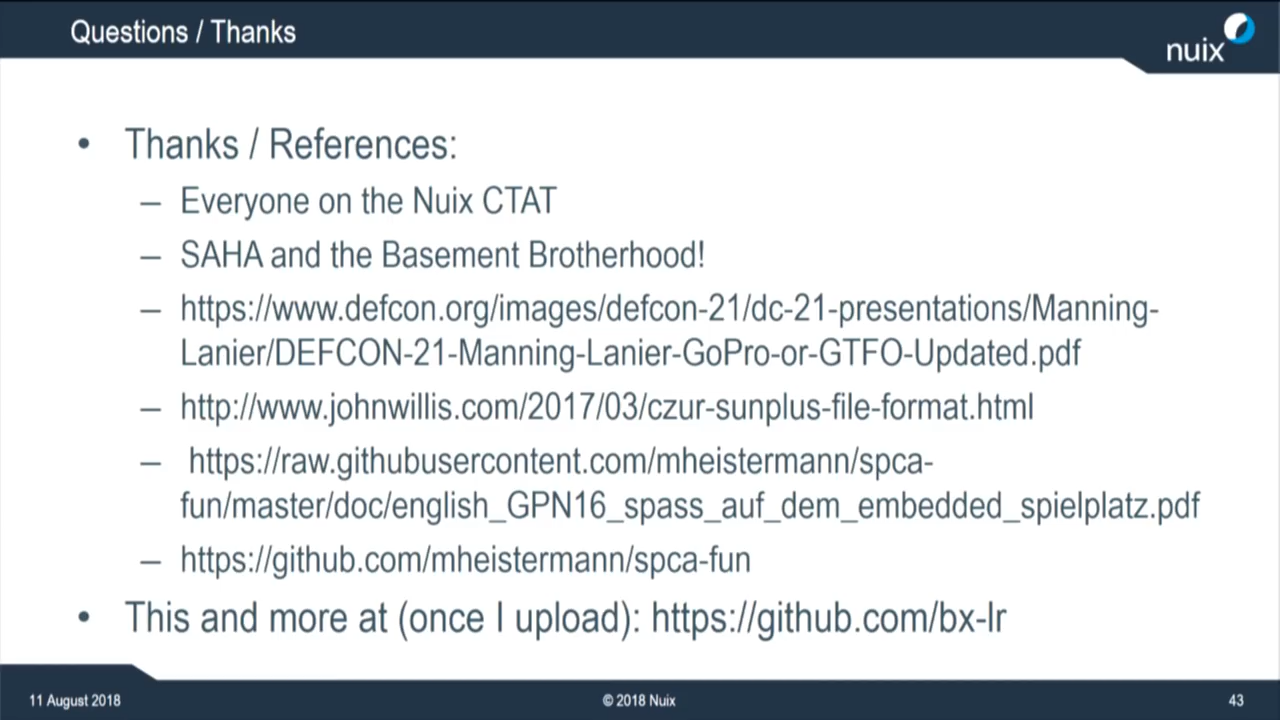 Questions / Thanks
nuix
• Thanks / References:
– Everyone on the Nuix CTAT
– SAHA and the Basement Brotherhood!
– https://www.defcon.org/images/defcon-21/dc-21-presentations/Manning-
Lanier/DEFCON-21-Manning-Lanier-GoPro-or-GTFO-Updated.pdf
– http://www.johnwillis.com/2017/03/czur-sunplus-file-format.html
– https://raw.githubusercontent.com/mheistermann/spca-
fun/master/doc/english_GPN16_spass_auf_dem_embedded_spielplatz.pdf
– https://github.com/mheistermann/spca-fun
• This and more at (once I upload): https://github.com/bx-lr
11 August 2018
© 2018 Nuix
43